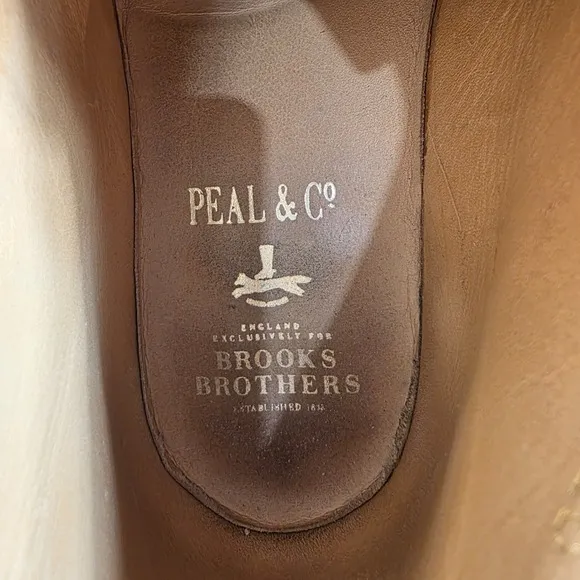 PEAL & Cº
ENGLAND
EXCLUSIVELY FOR
BROOKS
BROTHERS
ESTABLISHED